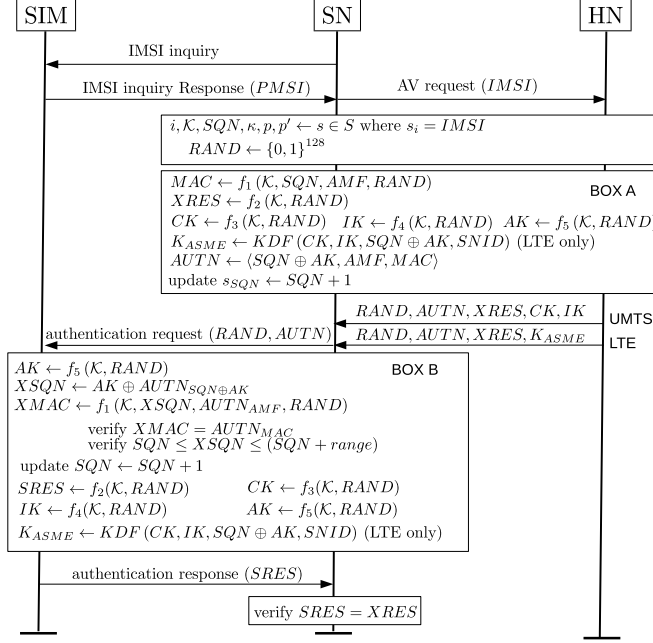 SIM SN HN
IMSI inquiry
IMSI inquiry Response (PMSI) AV request (IMSI)
i, K, SQN, κ, p, p′ ← s ∈ S where s_i = IMSI
RAND ← {0, 1}^128
BOX A
MAC ← f_1 (K, SQN, AMF, RAND)
XRES ← f_2 (K, RAND)
CK ← f_3 (K, RAND) IK ← f_4 (K, RAND) AK ← f_5 (K, RAND)
K_ASME ← KDF (CK, IK, SQN ⊕ AK, SNID) (LTE only)
AUTN ← ⟨SQN ⊕ AK, AMF, MAC⟩
update s_SQN ← SQN + 1
RAND, AUTN, XRES, CK, IK UMTS
authentication request (RAND, AUTN) RAND, AUTN, XRES, K_ASME LTE
BOX B
AK ← f_5 (K, RAND)
XSQN ← AK ⊕ AUTN_SQN⊕AK
XMAC ← f_1 (K, XSQN, AUTN_AMF, RAND)
verify XMAC = AUTN_MAC
verify SQN ≤ XSQN ≤ (SQN + range)
update SQN ← SQN + 1
SRES ← f_2(K, RAND) CK ← f_3(K, RAND)
IK ← f_4(K, RAND) AK ← f_5(K, RAND)
K_ASME ← KDF (CK, IK, SQN ⊕ AK, SNID) (LTE only)
authentication response (SRES)
verify SRES = XRES